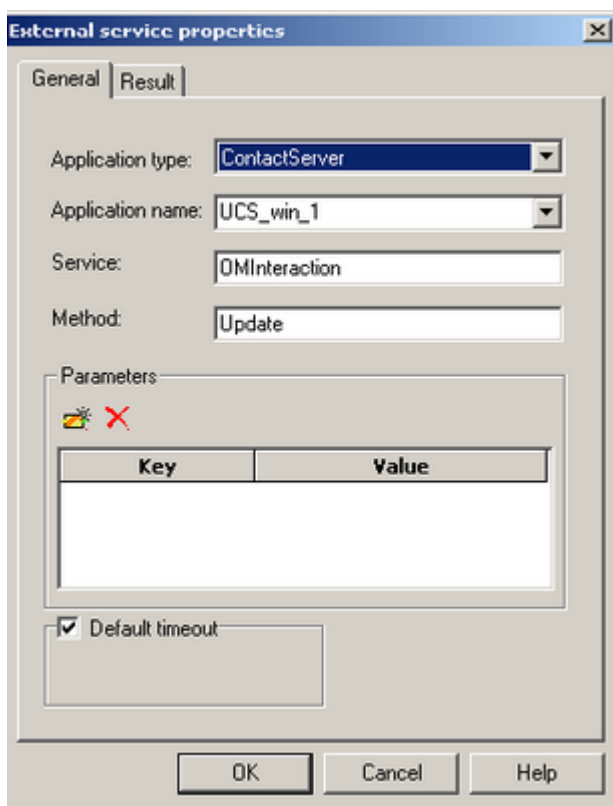 External service properties
General Result
Application type: ContactServer
Application name: UCS_win_1
Service: OMInteraction
Method: Update
Parameters
Key Value
Default timeout
OK Cancel Help